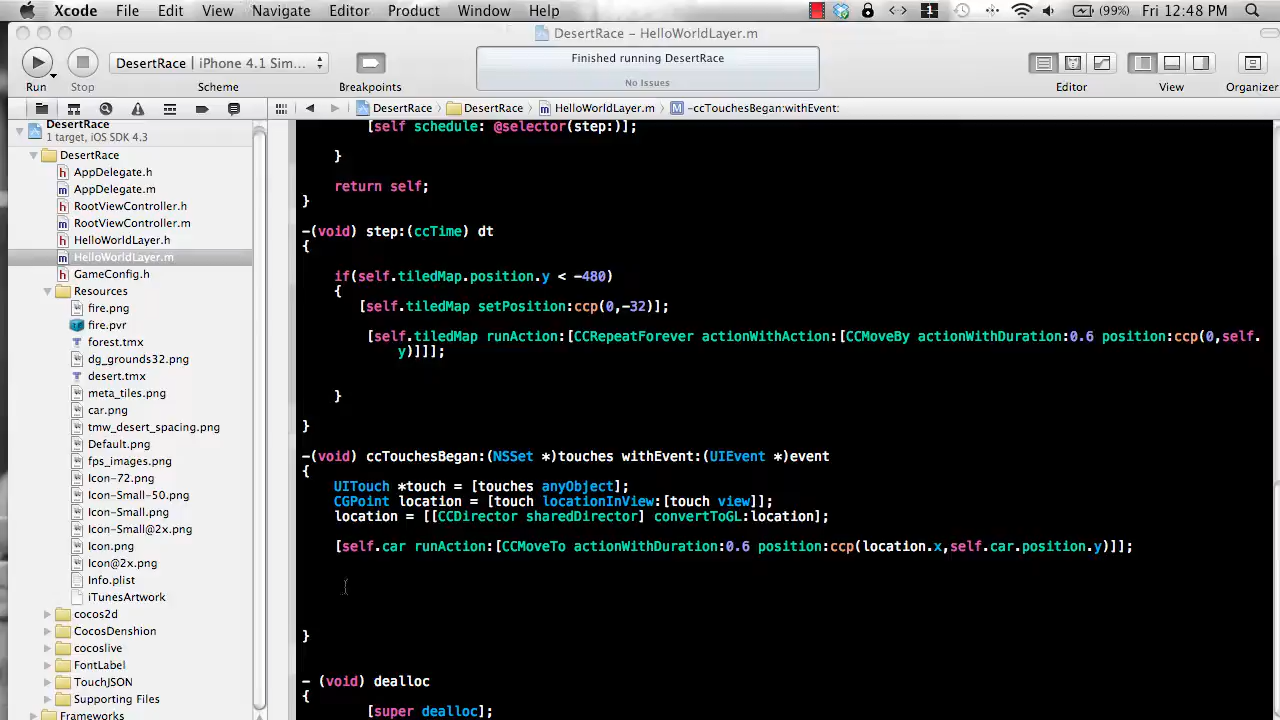 Xcode File Edit View Navigate Editor Product Window Help 1 (99%) Fri 12:48 PM
DesertRace – HelloWorldLayer.m
Run Stop DesertRace | iPhone 4.1 Sim... Scheme Breakpoints Finished running DesertRace No Issues Editor View Organizer
DesertRace DesertRace HelloWorldLayer.m M -ccTouchesBegan:withEvent:
DesertRace
1 target, iOS SDK 4.3
DesertRace
h AppDelegate.h
m AppDelegate.m
h RootViewController.h
m RootViewController.m
h HelloWorldLayer.h
m HelloWorldLayer.m
h GameConfig.h
Resources
fire.png
fire.pvr
forest.tmx
dg_grounds32.png
desert.tmx
meta_tiles.png
car.png
tmw_desert_spacing.png
Default.png
fps_images.png
Icon-72.png
Icon-Small-50.png
Icon-Small.png
Icon-Small@2x.png
Icon.png
Icon@2x.png
Info.plist
iTunesArtwork
cocos2d
CocosDenshion
cocoslive
FontLabel
TouchJSON
Supporting Files
Frameworks
[self schedule: @selector(step:)];
}
return self;
}
-(void) step:(ccTime) dt
{
if(self.tiledMap.position.y < -480)
{
[self.tiledMap setPosition:ccp(0,-32)];
[self.tiledMap runAction:[CCRepeatForever actionWithAction:[CCMoveBy actionWithDuration:0.6 position:ccp(0,self.
y)]]];
}
}
-(void) ccTouchesBegan:(NSSet *)touches withEvent:(UIEvent *)event
{
UITouch *touch = [touches anyObject];
CGPoint location = [touch locationInView:[touch view]];
location = [[CCDirector sharedDirector] convertToGL:location];
[self.car runAction:[CCMoveTo actionWithDuration:0.6 position:ccp(location.x,self.car.position.y)]];
}
- (void) dealloc
{
[super dealloc];